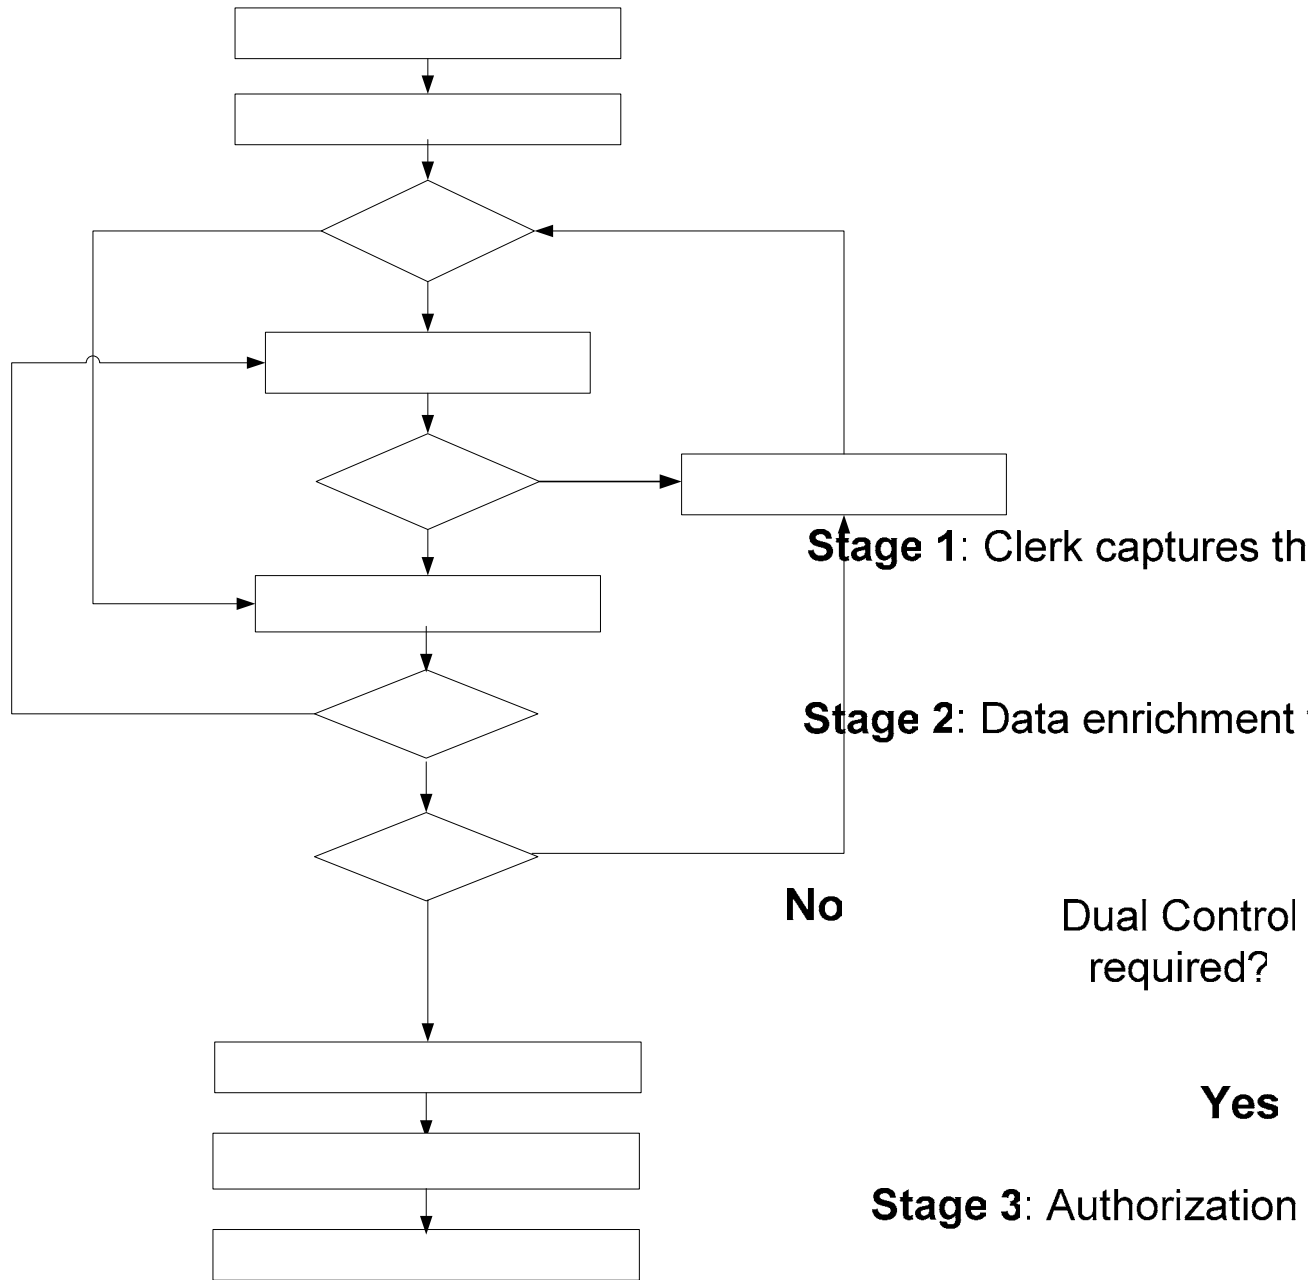 Stage 1: Clerk captures th
Stage 2: Data enrichment
No
Dual Control
required?
Yes
Stage 3: Authorization